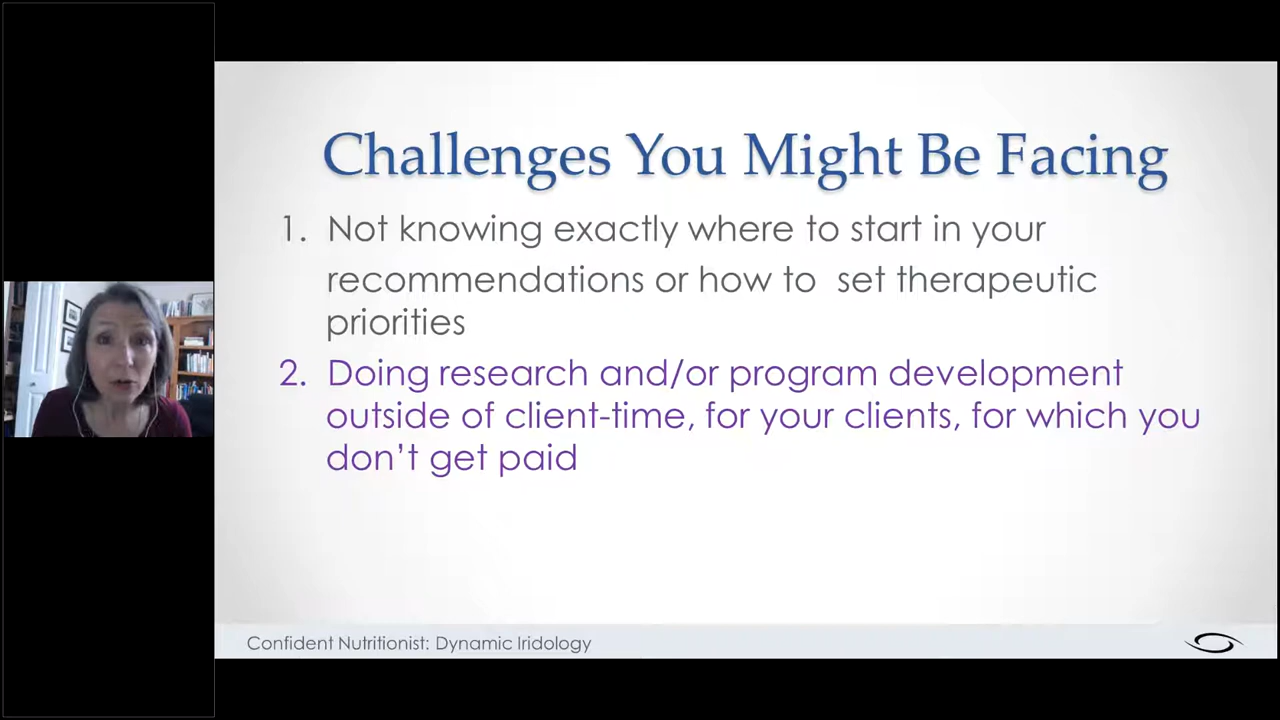 Challenges You Might Be Facing
1. Not knowing exactly where to start in your
recommendations or how to set therapeutic
priorities
2. Doing research and/or program development
outside of client-time, for your clients, for which you
don't get paid
Confident Nutritionist: Dynamic Iridology